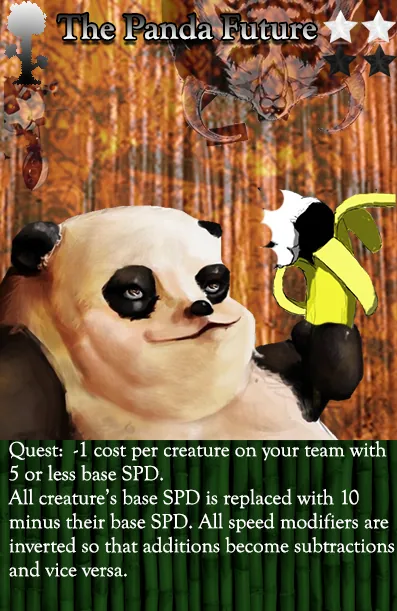 The Panda Future
Quest:  -1 cost per creature on your team with
5 or less base SPD.
All creature's base SPD is replaced with 10
minus their base SPD. All speed modifiers are
inverted so that additions become subtractions
and vice versa.